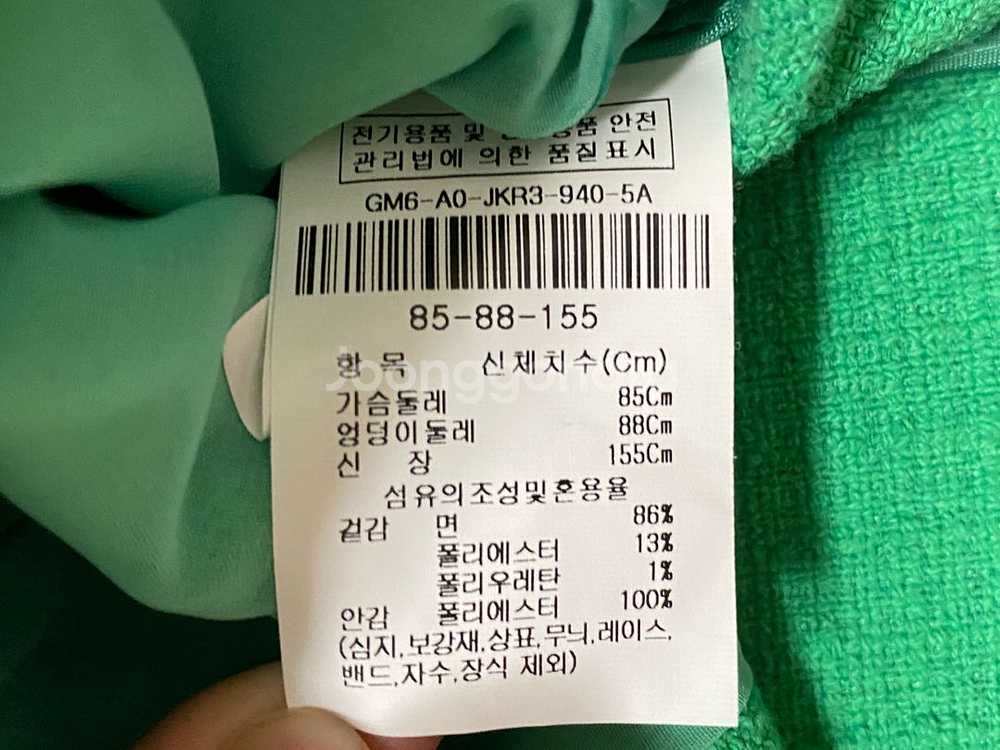 전기용품 및 용품 안전
관리법에 의한 품질표시
GM6-A0-JKR3-940-5A
85-88-155
항 목 신체치수(Cm)
가슴둘레 85Cm
엉덩이둘레 88Cm
신 장 155Cm
섬유의조성및혼용율
겉감 면 86%
폴리에스터 13%
폴리우레탄 1%
안감 폴리에스터 100%
(심지,보강재,상표,무늬,레이스,
밴드,자수,장식 제외)